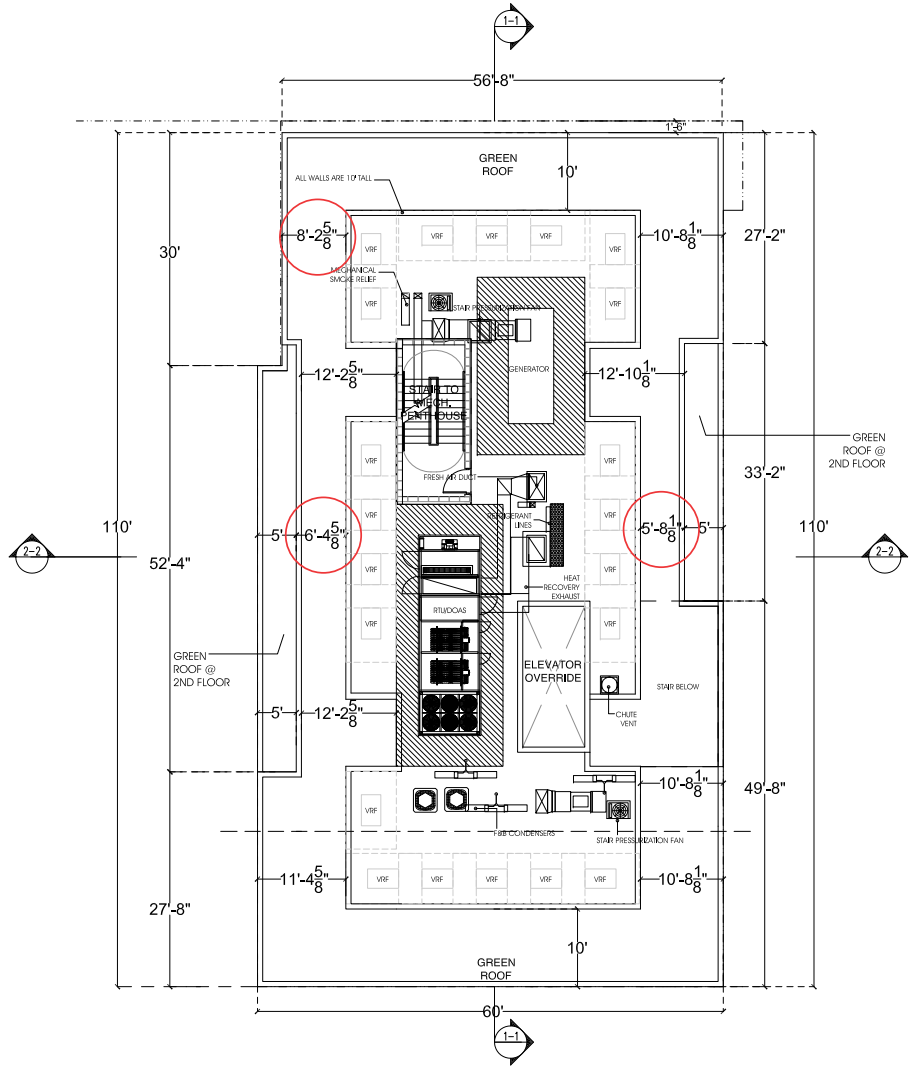 1-1
56'-8"
1'-6"
GREEN
ROOF
10'
ALL WALLS ARE 10' TALL
8'-2 5/8"
10'-8 1/8"
27'-2"
30'
VRF
VRF
VRF
VRF
VRF
MECHANICAL
SMOKE RELIEF
VRF
VRF
STAIR PRESSURIZATION FAN
GENERATOR
12'-2 5/8"
12'-10 1/8"
STAIR TO
MECH.
PENTHOUSE
GREEN
ROOF @
2ND FLOOR
VRF
VRF
33'-2"
FRESH AIR DUCT
VRF
VRF
REFRIGERANT
LINES
110'
5'
6'-4 5/8"
5'-8 1/8"
5'
110'
2-2
2-2
52'-4"
VRF
VRF
HEAT
RECOVERY
EXHAUST
RTU/DOAS
VRF
VRF
GREEN
ROOF @
2ND FLOOR
ELEVATOR
OVERRIDE
STAIR BELOW
5'
12'-2 5/8"
CHUTE
VENT
10'-8 1/8"
49'-8"
VRF
F&B CONDENSERS
STAIR PRESSURIZATION FAN
11'-4 5/8"
VRF
VRF
VRF
VRF
VRF
10'-8 1/8"
27'-8"
10'
GREEN
ROOF
60'
1-1